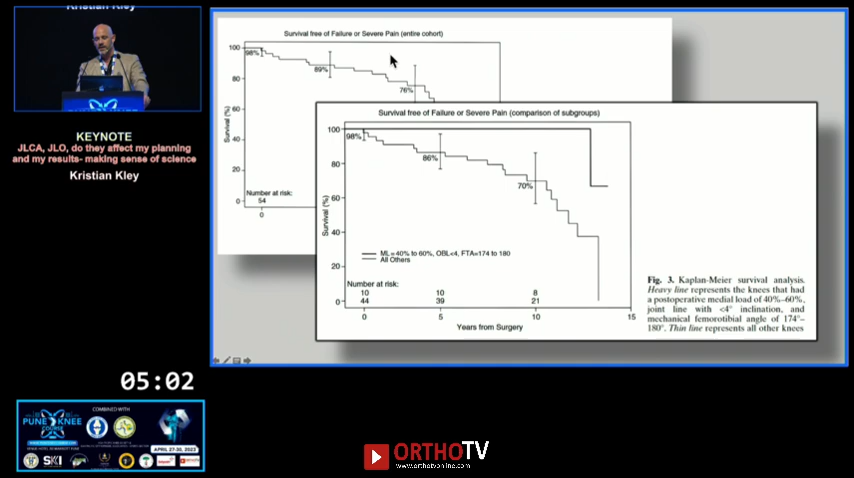 Kristian Kley
KEYNOTE
JLCA, JLO, do they affect my planning
and my results- making sense of science
Kristian Kley
05:02
PUNE KNEE
COURSE
COMBINED WITH
SKI
APRIL 27-30, 2023
Survival free of Failure or Severe Pain (entire cohort)
Survival (%)
100
80
60
40
20
0
98%
89%
76%
Number at risk:
54
0
Survival free of Failure or Severe Pain (comparison of subgroups)
Survival (%)
100
80
60
40
20
0
98%
86%
70%
ML=40% to 60%, OBL<4, FTA=174 to 180
All Others
Number at risk:
10 10 8
44 39 21
0 5 10 15
Years from Surgery
Fig. 3. Kaplan-Meier survival analysis.
Heavy line represents the knees that had
a postoperative medial load of 40%–60%,
joint line with <4° inclination, and
mechanical femorotibial angle of 174°–
180°. Thin line represents all other knees
ORTHOTV
www.orthotvonline.com